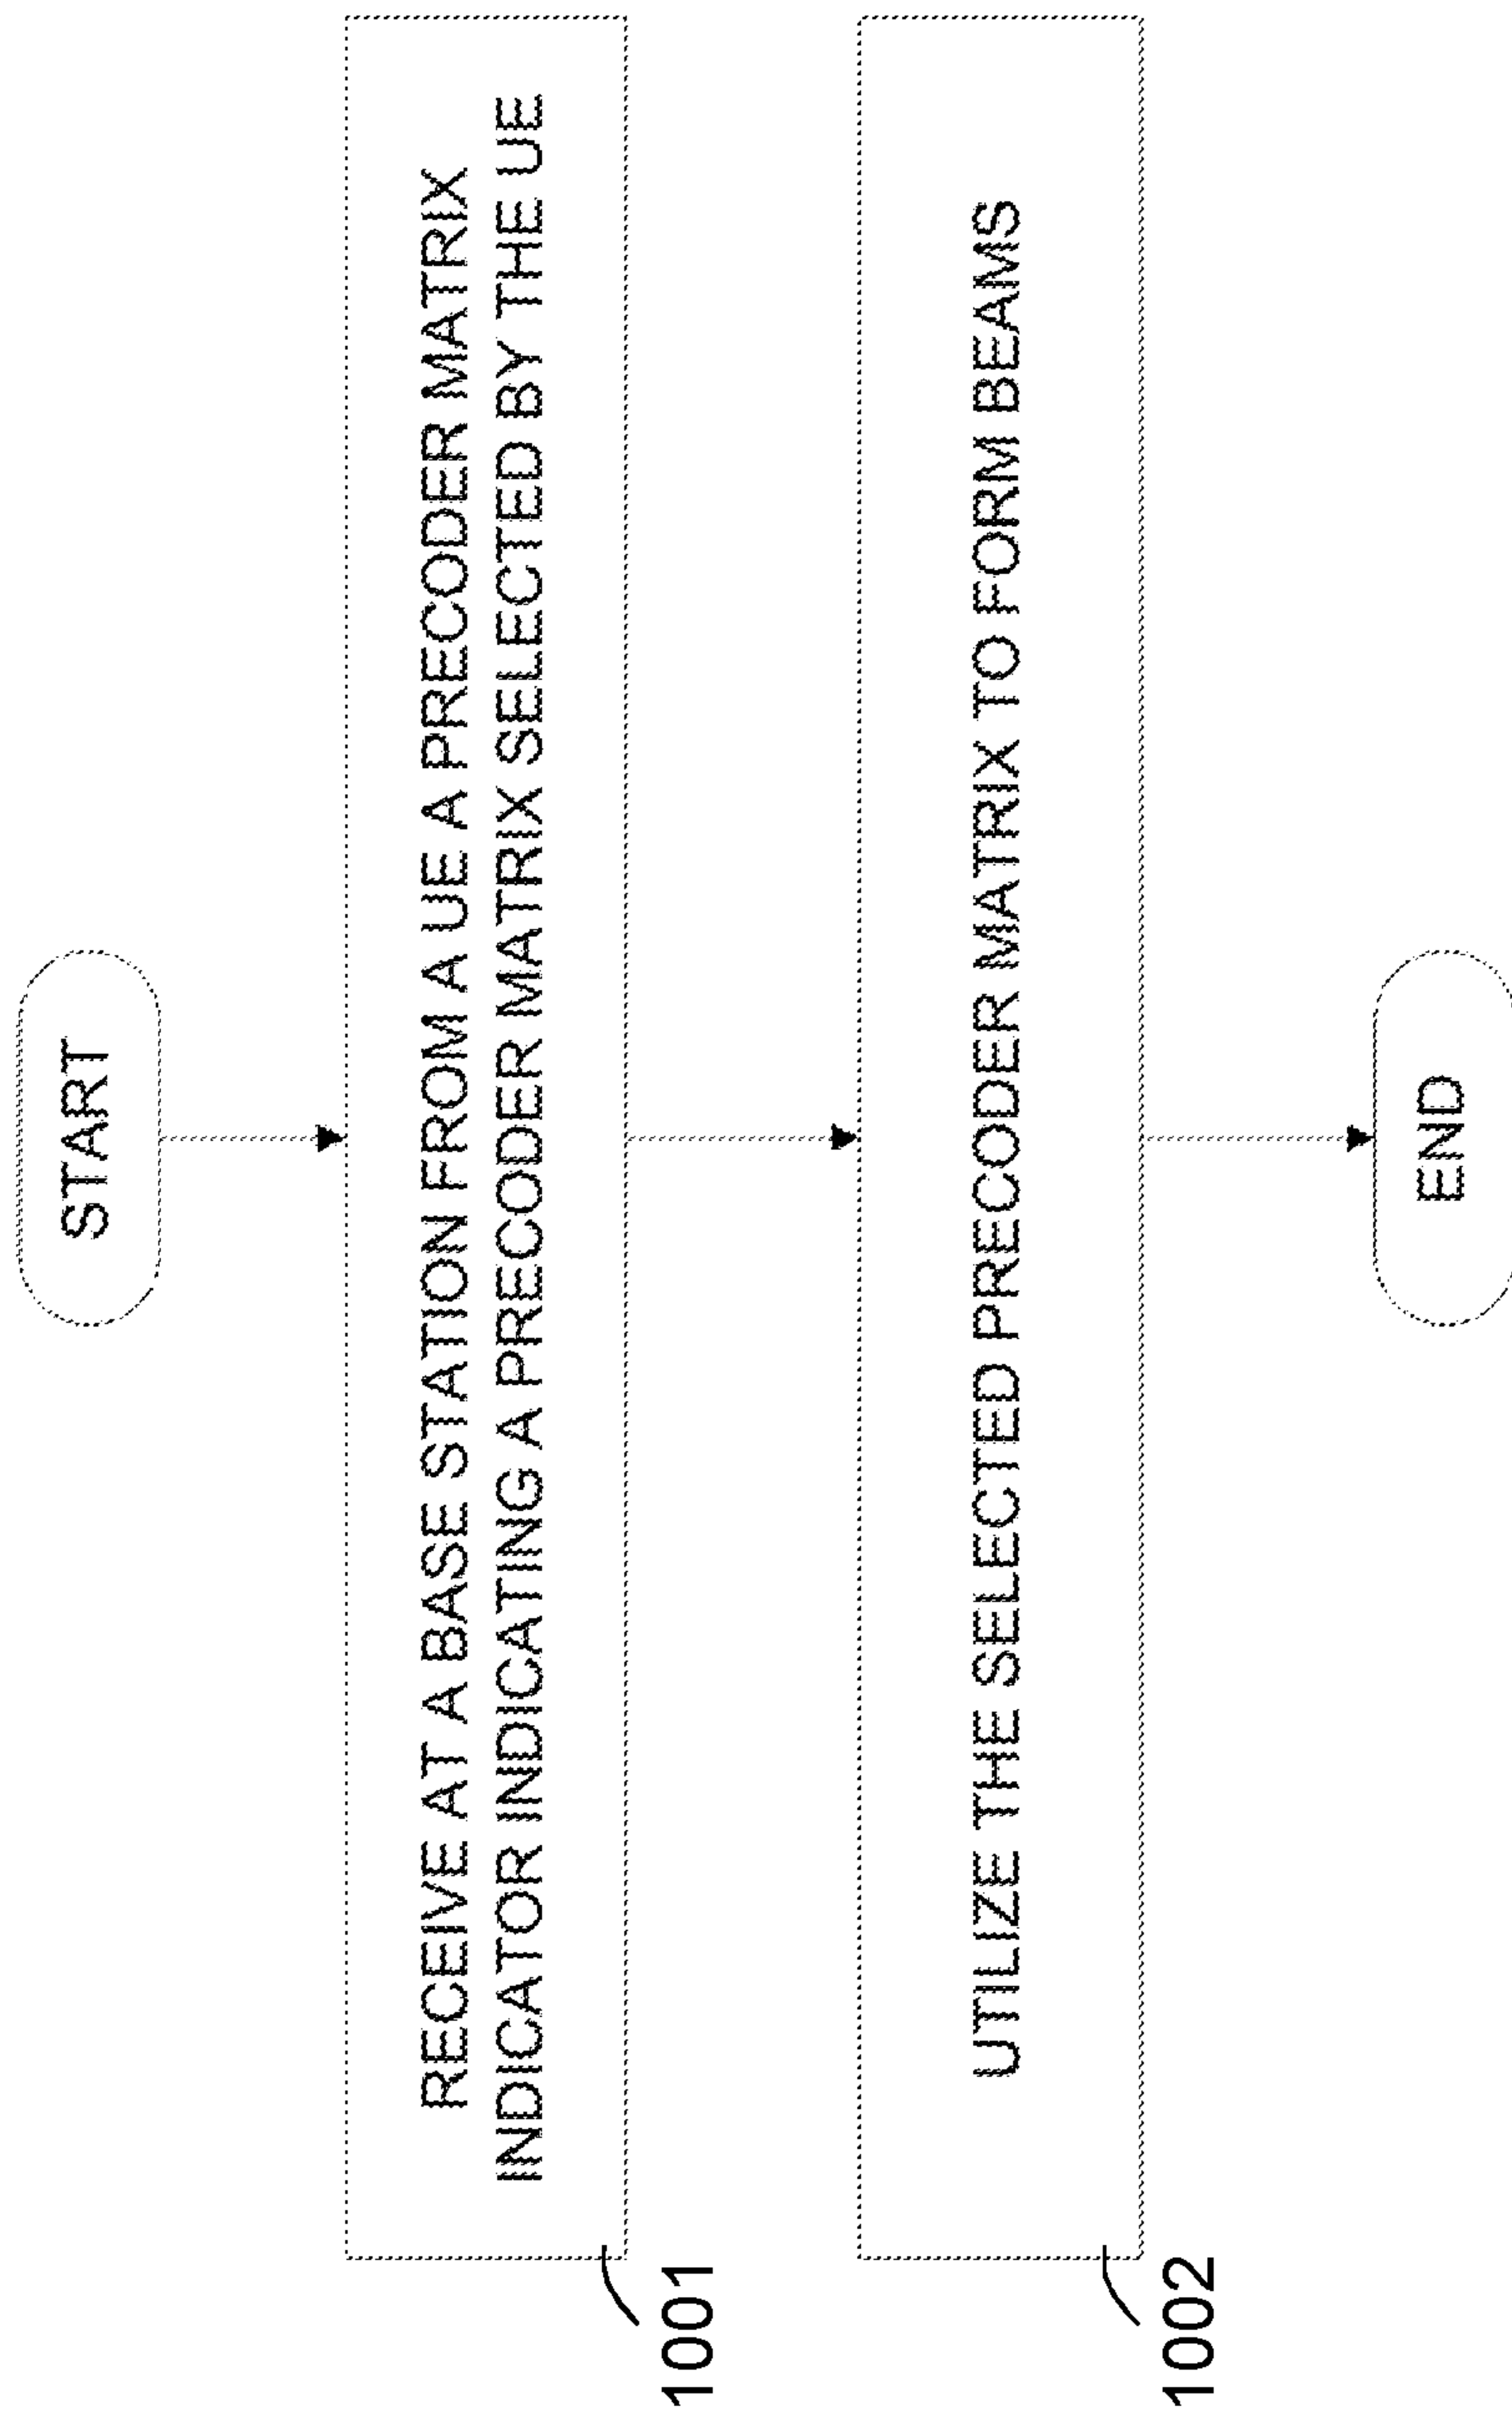 START
RECEIVE AT A BASE STATION FROM A UE A PRECODER MATRIX
INDICATOR INDICATING A PRECODER MATRIX SELECTED BY THE UE
1001
UTILIZE THE SELECTED PRECODER MATRIX TO FORM BEAMS
1002
END